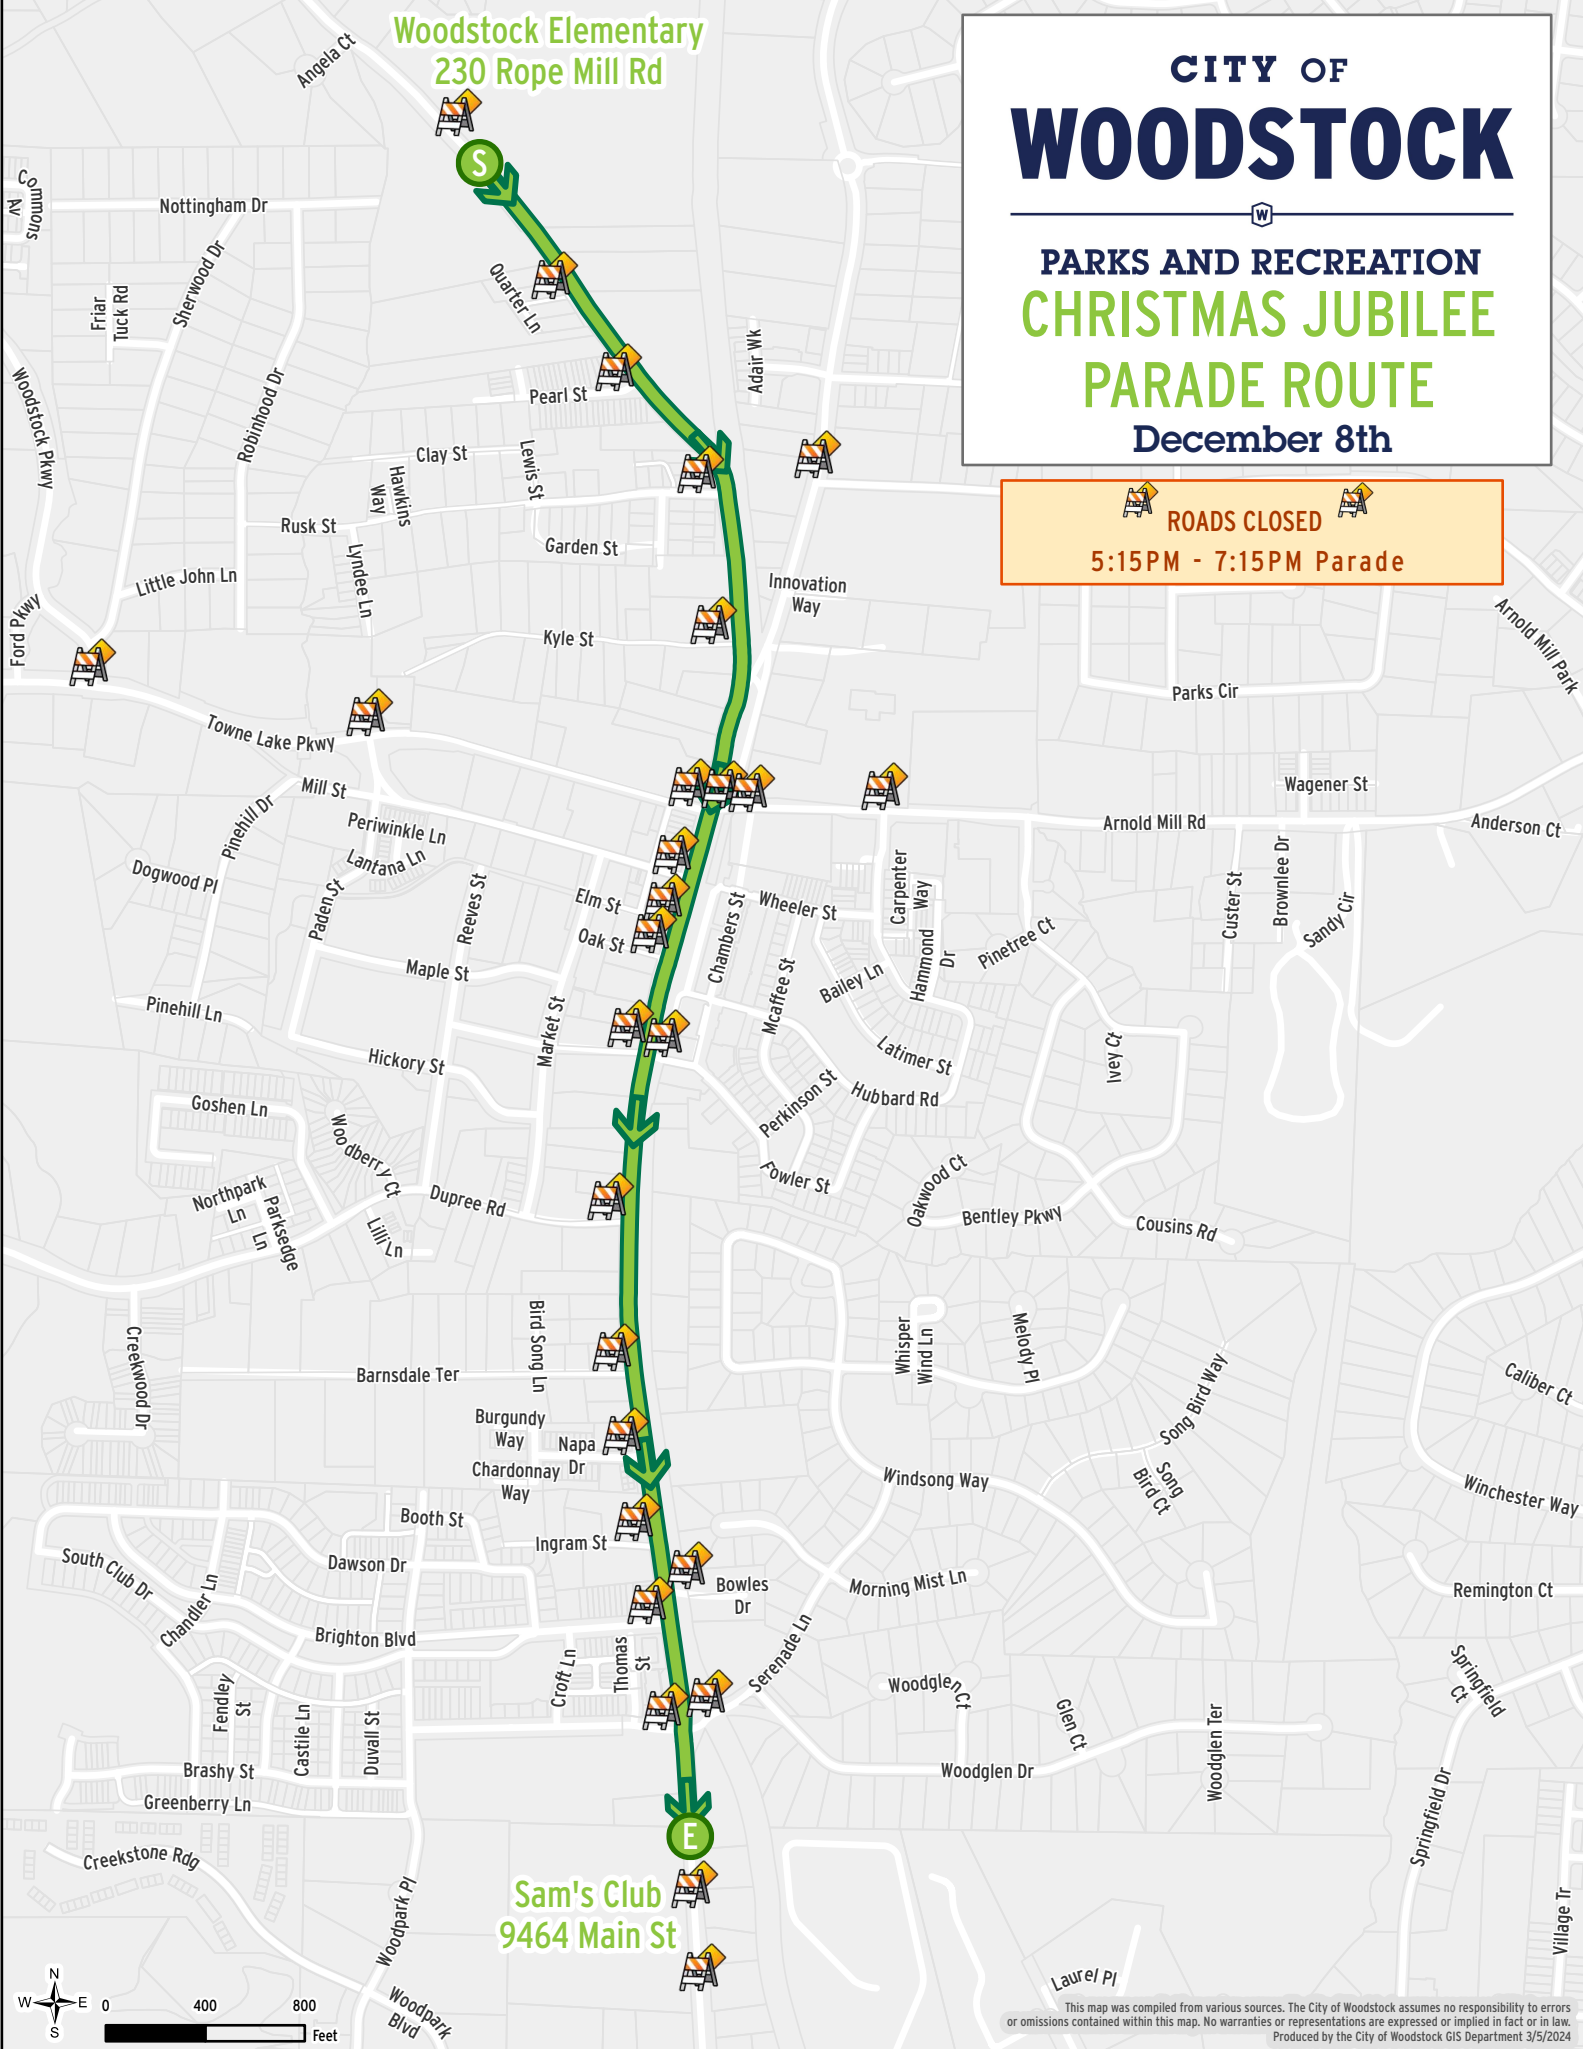 Woodstock Elementary
230 Rope Mill Rd
CITY OF
WOODSTOCK
W
PARKS AND RECREATION
CHRISTMAS JUBILEE
PARADE ROUTE
December 8th
ROADS CLOSED
5:15PM - 7:15PM Parade
Angela Ct
S
Commons
Av
Nottingham Dr
Sherwood Dr
Friar
Tuck Rd
Quarter Ln
Adair Wk
Woodstock Pkwy
Robinhood Dr
Pearl St
Clay St
Lewis St
Hawkins
Way
Rusk St
Garden St
Lyndee Ln
Little John Ln
Innovation
Way
Ford Pkwy
Kyle St
Arnold Mill Park
Parks Cir
Towne Lake Pkwy
Mill St
Wagener St
Pinehill Dr
Periwinkle Ln
Lantana Ln
Arnold Mill Rd
Anderson Ct
Dogwood Pl
Paden St
Reeves St
Elm St
Oak St
Chambers St
Wheeler St
Carpenter
Way
Hammond
Dr
Pinetree Ct
Custer St
Brownlee Dr
Sandy Cir
Maple St
Mcaffee St
Bailey Ln
Pinehill Ln
Market St
Hickory St
Latimer St
Ivey Ct
Goshen Ln
Perkinson St
Hubbard Rd
Woodberry Ct
Fowler St
Oakwood Ct
Northpark
Ln
Parksedge
Ln
Lilli Ln
Dupree Rd
Bentley Pkwy
Cousins Rd
Bird Song Ln
Creekwood Dr
Barnsdale Ter
Whisper
Wind Ln
Melody Pl
Song Bird Way
Caliber Ct
Burgundy
Way
Napa
Dr
Chardonnay
Way
Windsong Way
Song
Bird Ct
Winchester Way
Booth St
Ingram St
Dawson Dr
South Club Dr
Chandler Ln
Bowles
Dr
Morning Mist Ln
Remington Ct
Brighton Blvd
Croft Ln
Thomas
St
Serenade Ln
Woodglen Ct
Springfield
Ct
Fendley
St
Castile Ln
Duvall St
Glen Ct
Woodglen Ter
Brashy St
Woodglen Dr
Greenberry Ln
Springfield Dr
E
Creekstone Rdg
Sam's Club
9464 Main St
Woodpark Pl
Village Tr
Laurel Pl
Woodpark
Blvd
N
W E
S
0 400 800
Feet
This map was compiled from various sources. The City of Woodstock assumes no responsibility to errors
or omissions contained within this map. No warranties or representations are expressed or implied in fact or in law.
Produced by the City of Woodstock GIS Department 3/5/2024